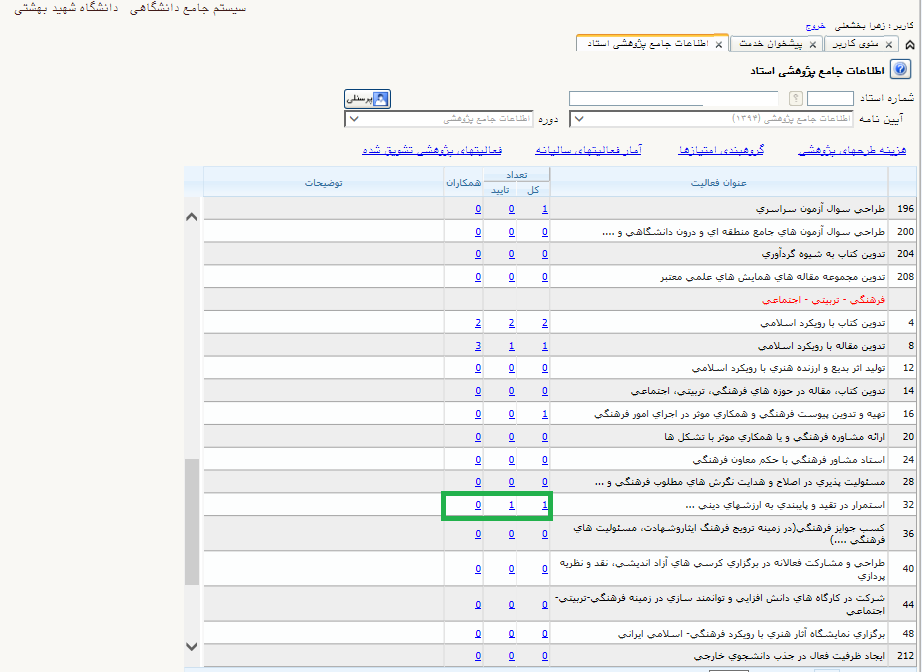 سیستم جامع دانشگاهی   دانشگاه شهید بهشتی
کاربر : زهرا بخشعلی   خروج
منوی کاربر   پیشخوان خدمت   اطلاعات جامع پژوهشی استاد
اطلاعات جامع پژوهشی استاد
شماره استاد   پرسنلی
آیین نامه   اطلاعات جامع پژوهشی (۱۳۹۴)   دوره   اطلاعات جامع پژوهشی
هزینه طرحهای پژوهشی   گروهبندی امتیازها   آمار فعالیتهای سالیانه   فعالیتهای پژوهشی تشویق شده
عنوان فعالیت   تعداد   همکاران   توضیحات
کل   تایید
196   طراحي سوال آزمون سراسري   1   0   0
200   طراحي سوال آزمون هاي جامع منطقه اي و درون دانشگاهي و ....   0   0   0
204   تدوين كتاب به شيوه گردآوري   0   0   0
208   تدوين مجموعه مقاله هاي همايش هاي علمي معتبر   0   0   0
فرهنگي - تربيتي - اجتماعي
4   تدوين كتاب با رويكرد اسلامي   2   2   2
8   تدوين مقاله با رويكرد اسلامي   1   1   3
12   توليد اثر بديع و ارزنده هنري با رويكرد اسلامي   0   0   0
14   تدوين كتاب، مقاله در حوزه هاي فرهنگي، تربيتي، اجتماعي   0   0   0
16   تهيه و تدوين پيوست فرهنگي و همكاري موثر در اجراي امور فرهنگي   1   0   0
20   ارائه مشاوره فرهنگي و يا همكاري موثر با تشكل ها   0   0   0
24   استاد مشاور فرهنگي با حكم معاون فرهنگي   0   0   0
28   مسئوليت پذيري در اصلاح و هدايت نگرش هاي مطلوب فرهنگي و ...   0   0   0
32   استمرار در تقيد و پايبندي به ارزشهاي ديني ...   1   1   0
36   كسب جوايز فرهنگي(در زمينه ترويج فرهنگ ايثاروشهادت، مسئوليت هاي
فرهنگي ....)   0   0   0
40   طراحي و مشاركت فعالانه در برگزاري كرسي هاي آزاد انديشي، نقد و نظريه
پردازي   0   0   0
44   شركت در كارگاه هاي دانش افزايي و توانمند سازي در زمينه فرهنگي-تربيتي-
اجتماعي   0   0   0
48   برگزاري نمايشگاه آثار هنري با رويكرد فرهنگي- اسلامي ايراني   0   0   0
212   ايجاد ظرفيت فعال در جذب دانشجوي خارجي   0   0   0